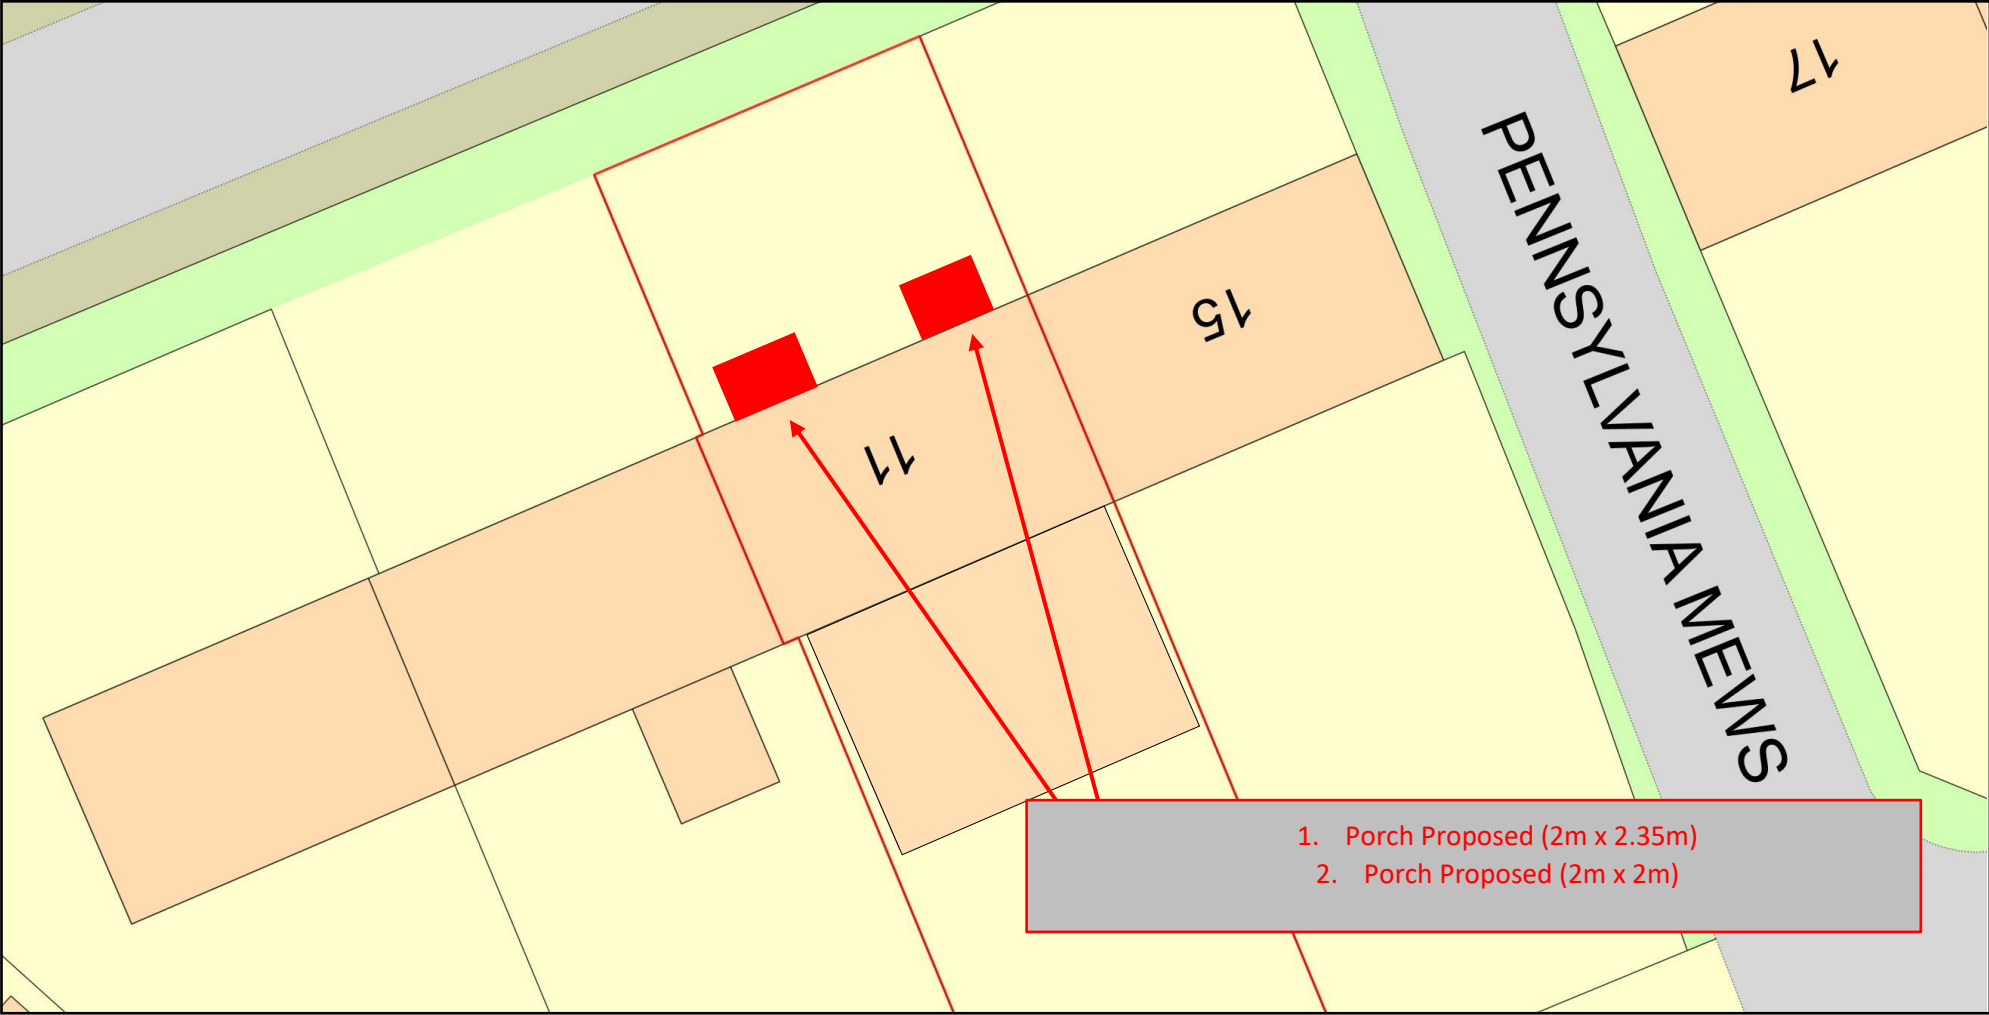 17
PENNSYLVANIA MEWS
15
11
1. Porch Proposed (2m x 2.35m)
2. Porch Proposed (2m x 2m)